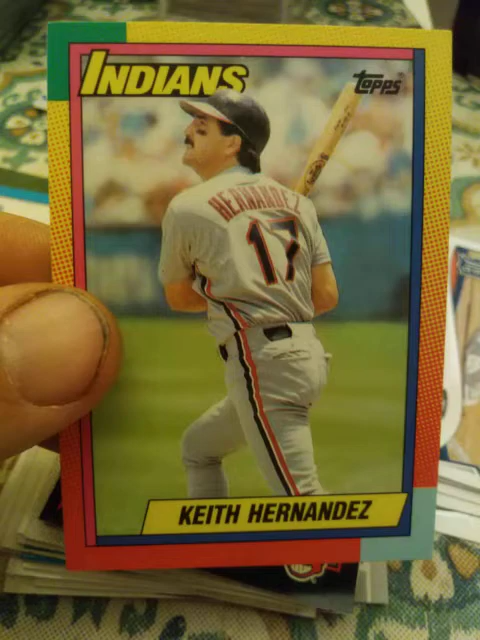 INDIANS
topps®
HERNANDEZ
17
KEITH HERNANDEZ